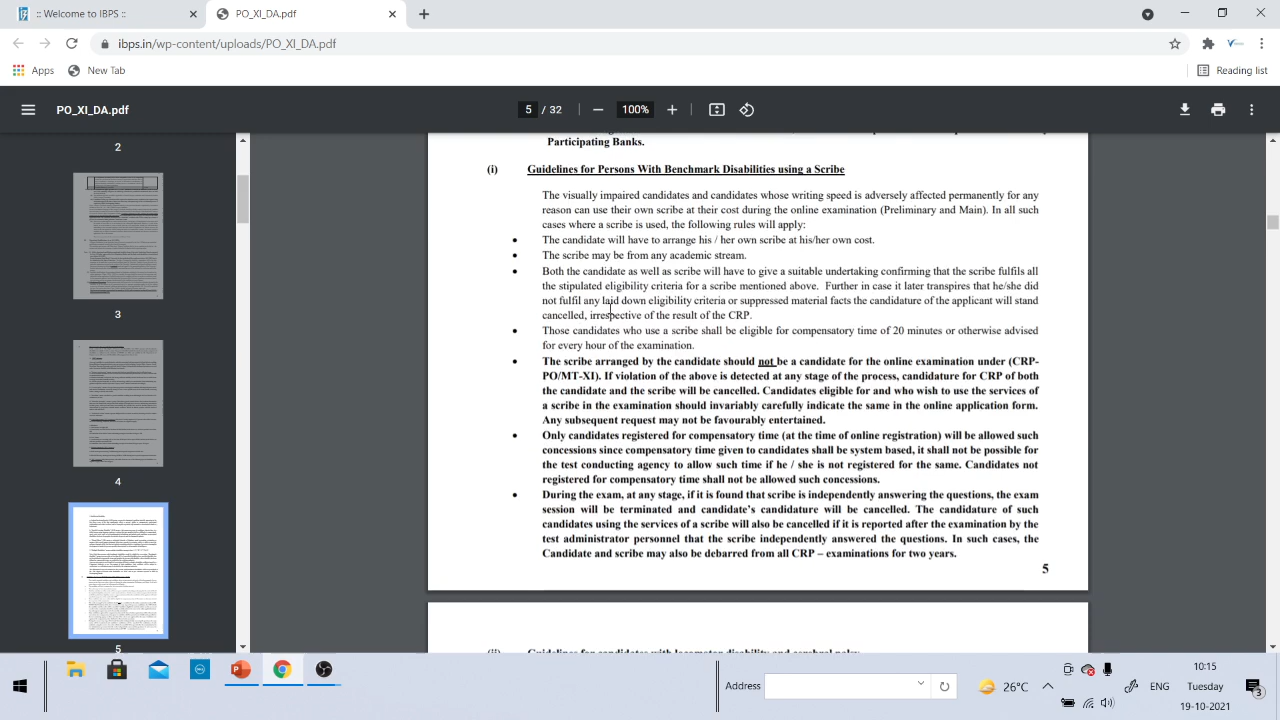 :: Welcome to IBPS ::
PO_XI_DA.pdf
ibps.in/wp-content/uploads/PO_XI_DA.pdf
Apps
New Tab
Reading list
PO_XI_DA.pdf
5 / 32
100%
2
3
4
5
Participating Banks.
(i) Guidelines for Persons With Benchmark Disabilities using a Scribe
The visually impaired candidates and candidates whose writing speed is adversely affected permanently for any
reason can use their own scribe at their cost during the online examination (Preliminary and Main). In all such
cases where a scribe is used, the following rules will apply:
• The candidate will have to arrange his / her own scribe at his/her own cost.
• The scribe may be from any academic stream.
• Both the candidate as well as scribe will have to give a suitable undertaking confirming that the scribe fulfils all
the stipulated eligibility criteria for a scribe mentioned above. Further in case it later transpires that he/she did
not fulfil any laid down eligibility criteria or suppressed material facts the candidature of the applicant will stand
cancelled, irrespective of the result of the CRP.
• Those candidates who use a scribe shall be eligible for compensatory time of 20 minutes or otherwise advised
for every hour of the examination.
• The scribe arranged by the candidate should not be a candidate for the online examination under (CRP-
PO/MT-XI). If violation of the above is detected at any stage of the process, candidature for CRP of both
the candidate and the scribe will be cancelled. Candidates eligible for and who wish to use the services of
a scribe in the examination should invariably carefully indicate the same in the online application form.
Any subsequent request may not be favourably entertained.
• Only candidates registered for compensatory time (at the time of online registration) will be allowed such
concessions since compensatory time given to candidates shall be system based, it shall not be possible for
the test conducting agency to allow such time if he / she is not registered for the same. Candidates not
registered for compensatory time shall not be allowed such concessions.
• During the exam, at any stage, if it is found that scribe is independently answering the questions, the exam
session will be terminated and candidate's candidature will be cancelled. The candidature of such
candidates using the services of a scribe will also be cancelled if it is reported after the examination by the
test administrator personnel that the scribe independently answered the questions. In such cases, the
Candidate and scribe may also be debarred from all CRP – examinations for two years.
5
(ii) Guidelines for candidates with locomotor disability and cerebral palsy
Address
26°C
ENG
10:15
Tuesday
19-10-2021
3